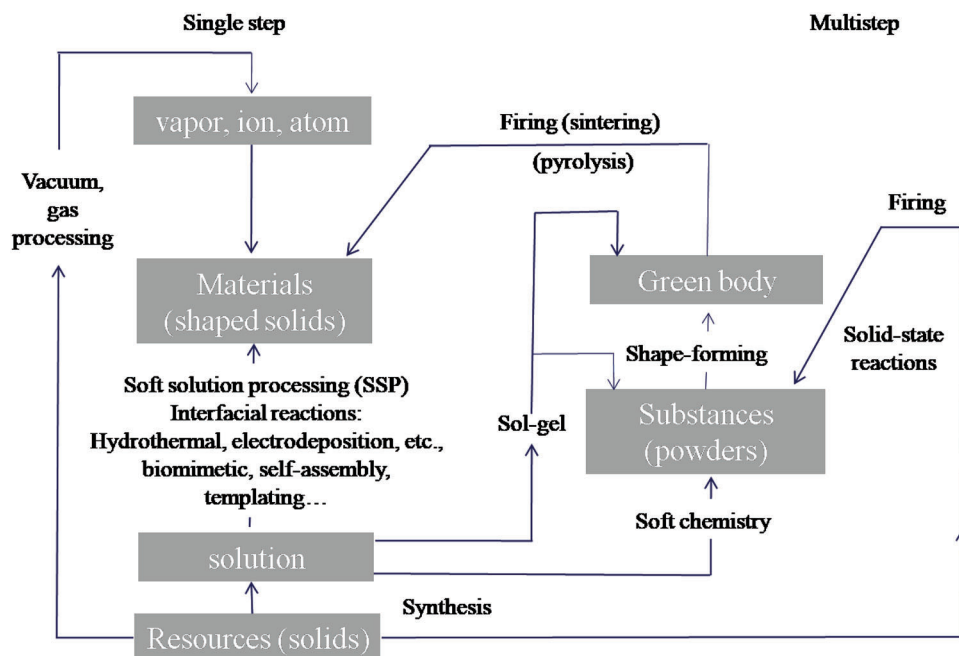 Single step
Multistep
vapor, ion, atom
Firing (sintering)
(pyrolysis)
Vacuum,
gas
processing
Firing
Materials
(shaped solids)
Green body
Solid-state
reactions
Shape-forming
Soft solution processing (SSP)
Interfacial reactions:
Hydrothermal, electrodeposition, etc.,
biomimetic, self-assembly,
templating…
Sol-gel
Substances
(powders)
Soft chemistry
solution
Synthesis
Resources (solids)